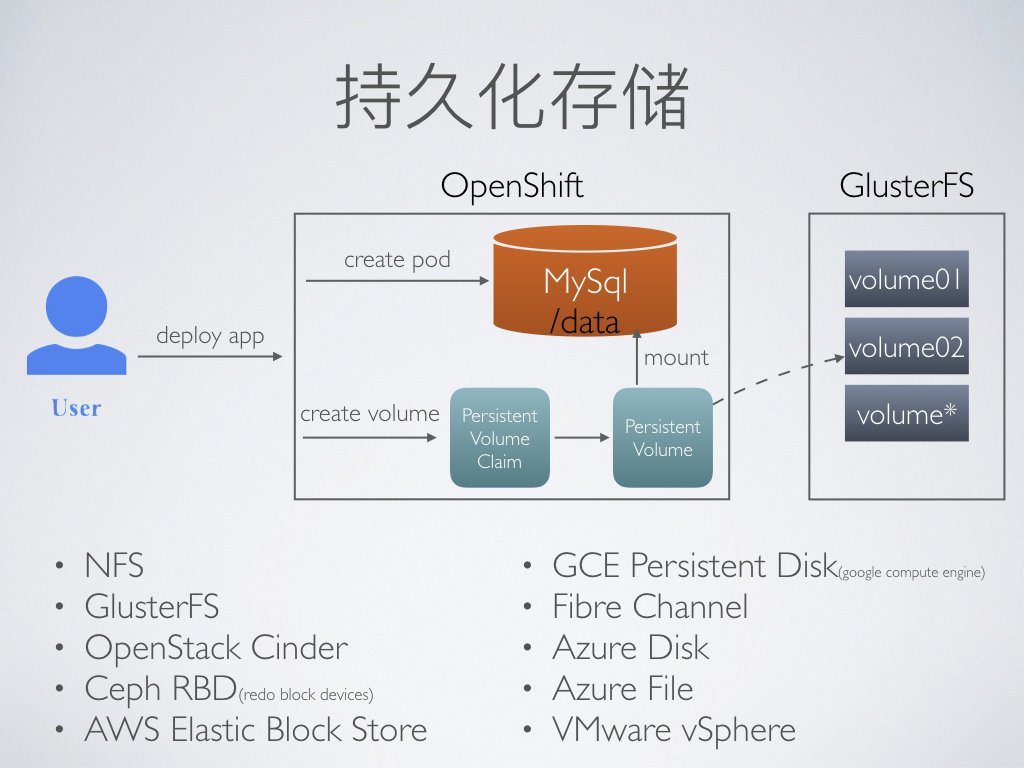 持久化存储
OpenShift
GlusterFS
create pod
MySql
/data
volume01
deploy app
mount
volume02
User
create volume
Persistent
Volume
Claim
Persistent
Volume
volume*
• NFS
• GlusterFS
• OpenStack Cinder
• Ceph RBD(redo block devices)
• AWS Elastic Block Store
• GCE Persistent Disk(google compute engine)
• Fibre Channel
• Azure Disk
• Azure File
• VMware vSphere